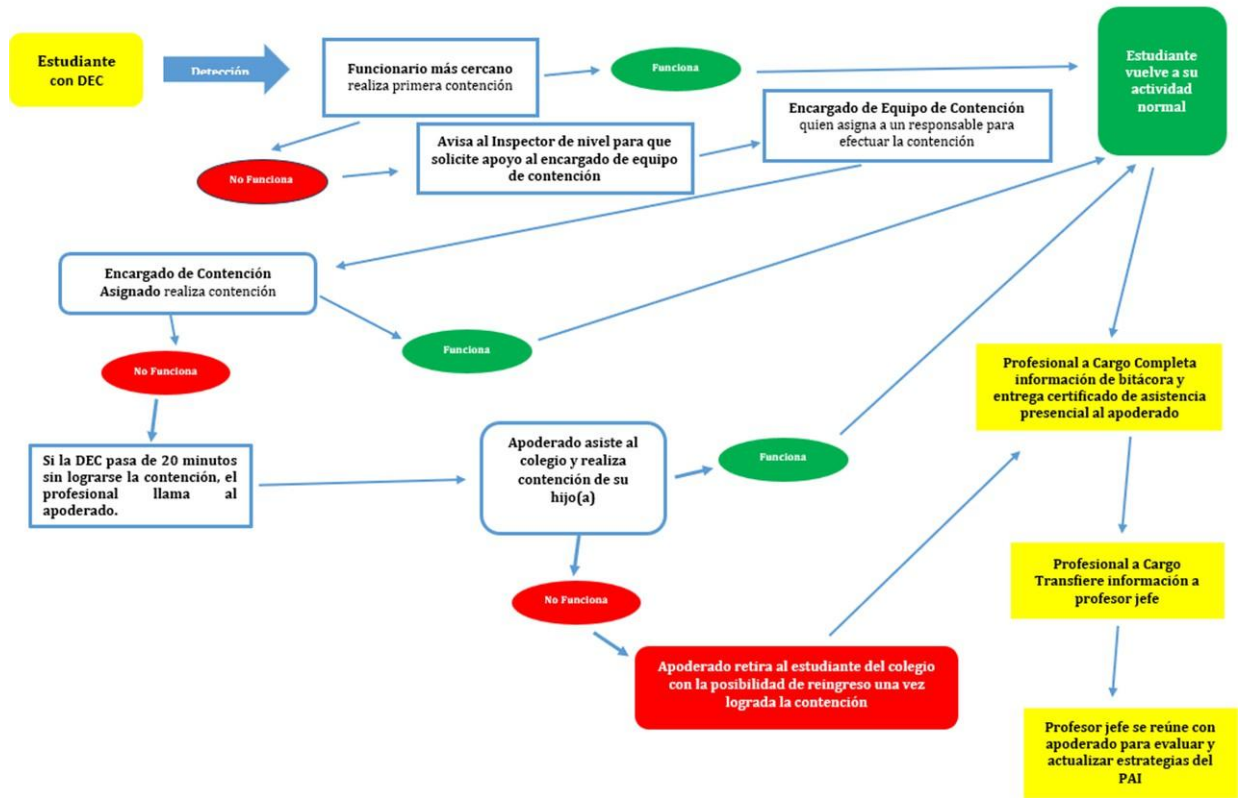 Estudiante
con DEC
Detección
Funcionario más cercano
realiza primera contención
Funciona
Estudiante
vuelve a su
actividad
normal
Encargado de Equipo de Contención
quien asigna a un responsable para
efectuar la contención
Avisa al Inspector de nivel para que
solicite apoyo al encargado de equipo
de contención
No Funciona
Encargado de Contención
Asignado realiza contención
Funciona
No Funciona
Profesional a Cargo Completa
información de bitácora y
entrega certificado de asistencia
presencial al apoderado
Si la DEC pasa de 20 minutos
sin lograrse la contención, el
profesional llama al
apoderado.
Apoderado asiste al
colegio y realiza
contención de su
hijo(a)
Funciona
No Funciona
Profesional a Cargo
Transfiere información a
profesor jefe
Apoderado retira al estudiante del colegio
con la posibilidad de reingreso una vez
lograda la contención
Profesor jefe se reúne con
apoderado para evaluar y
actualizar estrategias del
PAI